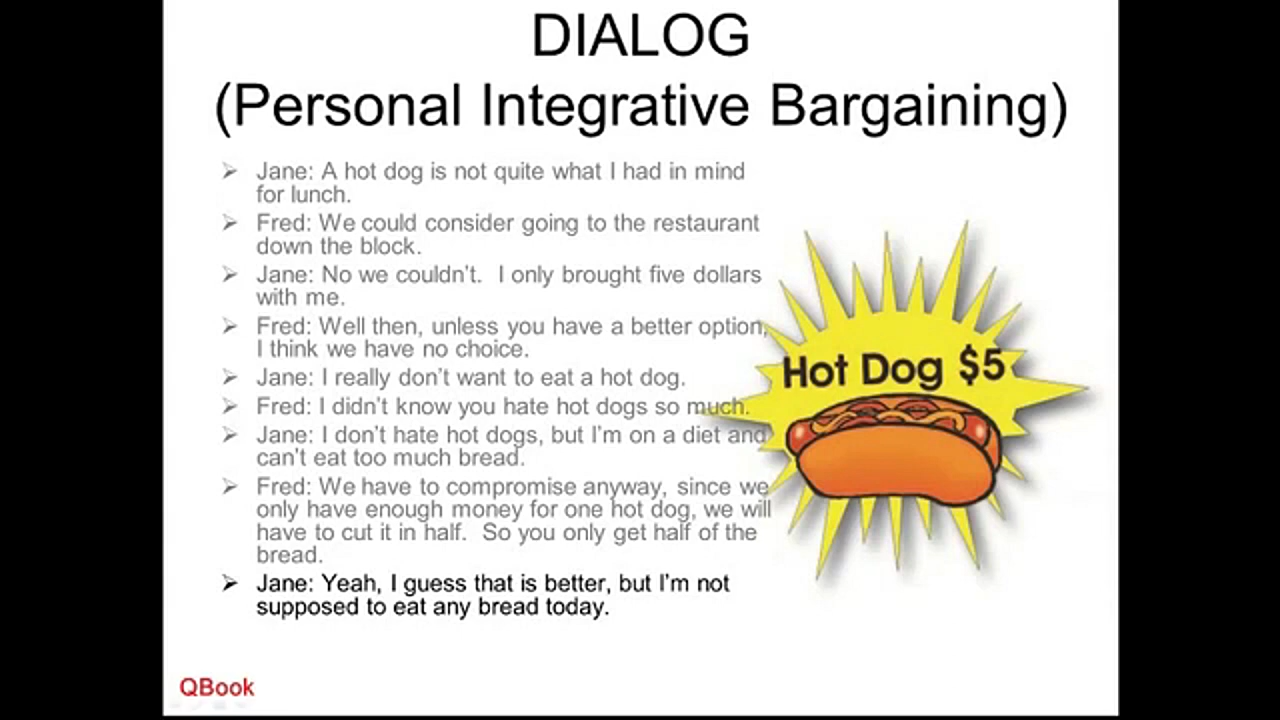 DIALOG
(Personal Integrative Bargaining)
Jane: A hot dog is not quite what I had in mind
for lunch.
Fred: We could consider going to the restaurant
down the block.
Jane: No we couldn't.  I only brought five dollars
with me.
Fred: Well then, unless you have a better option,
I think we have no choice.
Jane: I really don't want to eat a hot dog.
Fred: I didn't know you hate hot dogs so much.
Jane: I don't hate hot dogs, but I'm on a diet and
can't eat too much bread.
Fred: We have to compromise anyway, since we
only have enough money for one hot dog, we will
have to cut it in half.  So you only get half of the
bread.
Jane: Yeah, I guess that is better, but I'm not
supposed to eat any bread today.
Hot Dog $5
QBook